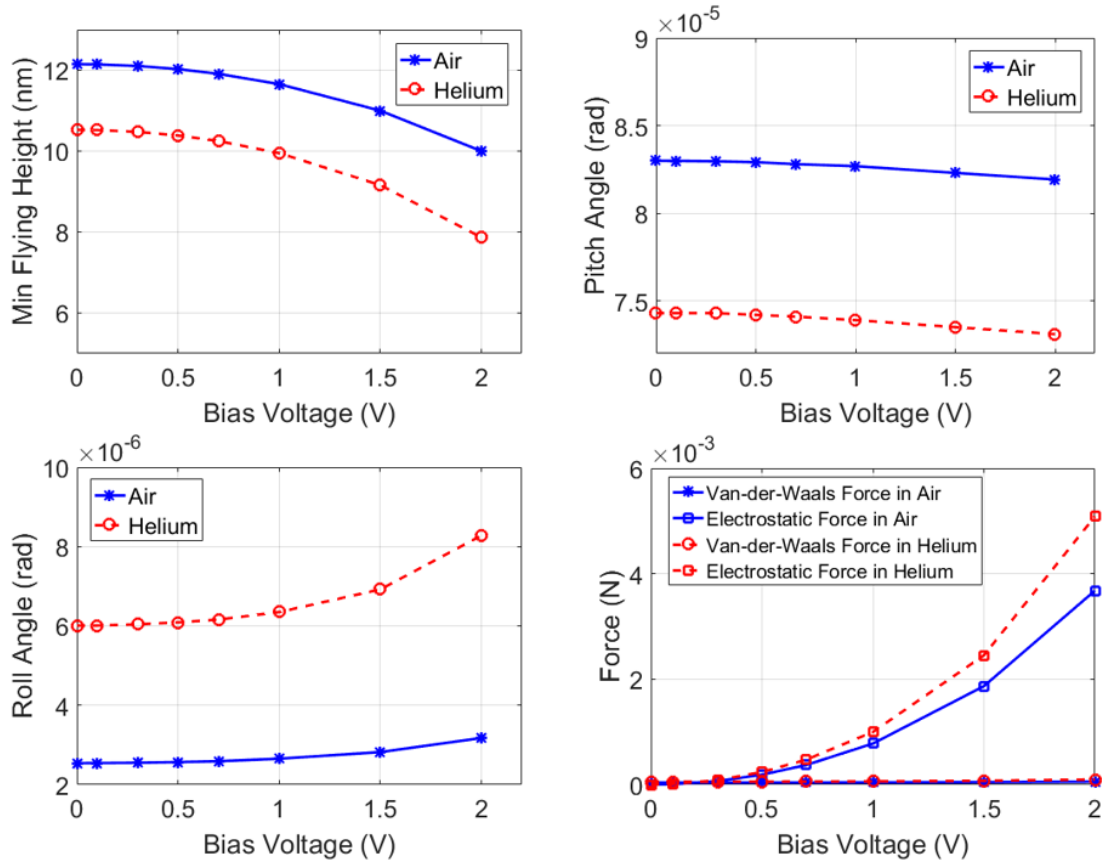 Min Flying Height (nm)
12
10
8
6
Air
Helium
0 0.5 1 1.5 2
Bias Voltage (V)
×10⁻⁵
Pitch Angle (rad)
9
8.5
8
7.5
Air
Helium
0 0.5 1 1.5 2
Bias Voltage (V)
×10⁻⁶
Roll Angle (rad)
10
8
6
4
2
Air
Helium
0 0.5 1 1.5 2
Bias Voltage (V)
×10⁻³
Force (N)
6
4
2
0
Van-der-Waals Force in Air
Electrostatic Force in Air
Van-der-Waals Force in Helium
Electrostatic Force in Helium
0 0.5 1 1.5 2
Bias Voltage (V)